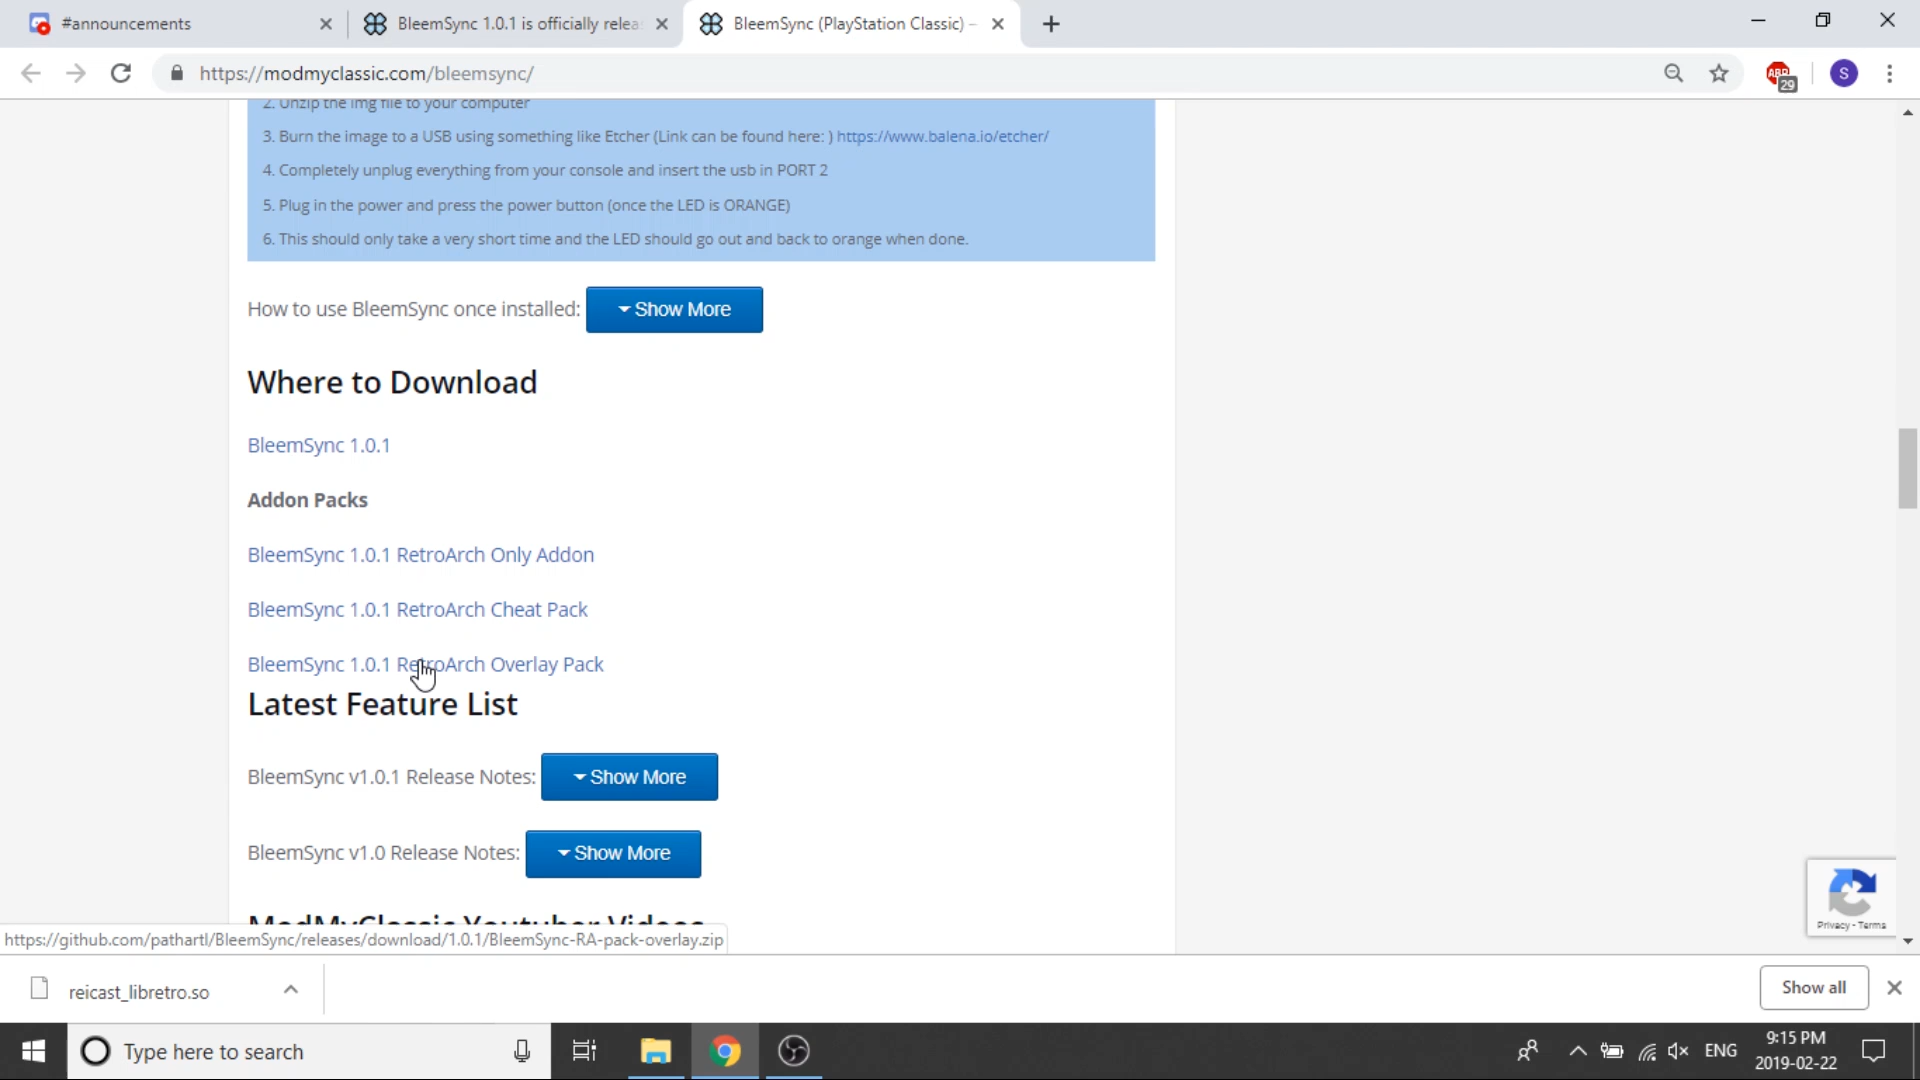 #announcements
BleemSync 1.0.1 is officially relea
BleemSync (PlayStation Classic) –
https://modmyclassic.com/bleemsync/
ABP
29
S
2. Unzip the img file to your computer
3. Burn the image to a USB using something like Etcher (Link can be found here: ) https://www.balena.io/etcher/
4. Completely unplug everything from your console and insert the usb in PORT 2
5. Plug in the power and press the power button (once the LED is ORANGE)
6. This should only take a very short time and the LED should go out and back to orange when done.
How to use BleemSync once installed: Show More
Where to Download
BleemSync 1.0.1
Addon Packs
BleemSync 1.0.1 RetroArch Only Addon
BleemSync 1.0.1 RetroArch Cheat Pack
BleemSync 1.0.1 RetroArch Overlay Pack
Latest Feature List
BleemSync v1.0.1 Release Notes: Show More
BleemSync v1.0 Release Notes: Show More
ModMyClassic Youtuber Videos
Privacy - Terms
https://github.com/pathartl/BleemSync/releases/download/1.0.1/BleemSync-RA-pack-overlay.zip
reicast_libretro.so
Show all
Type here to search
ENG
9:15 PM
2019-02-22